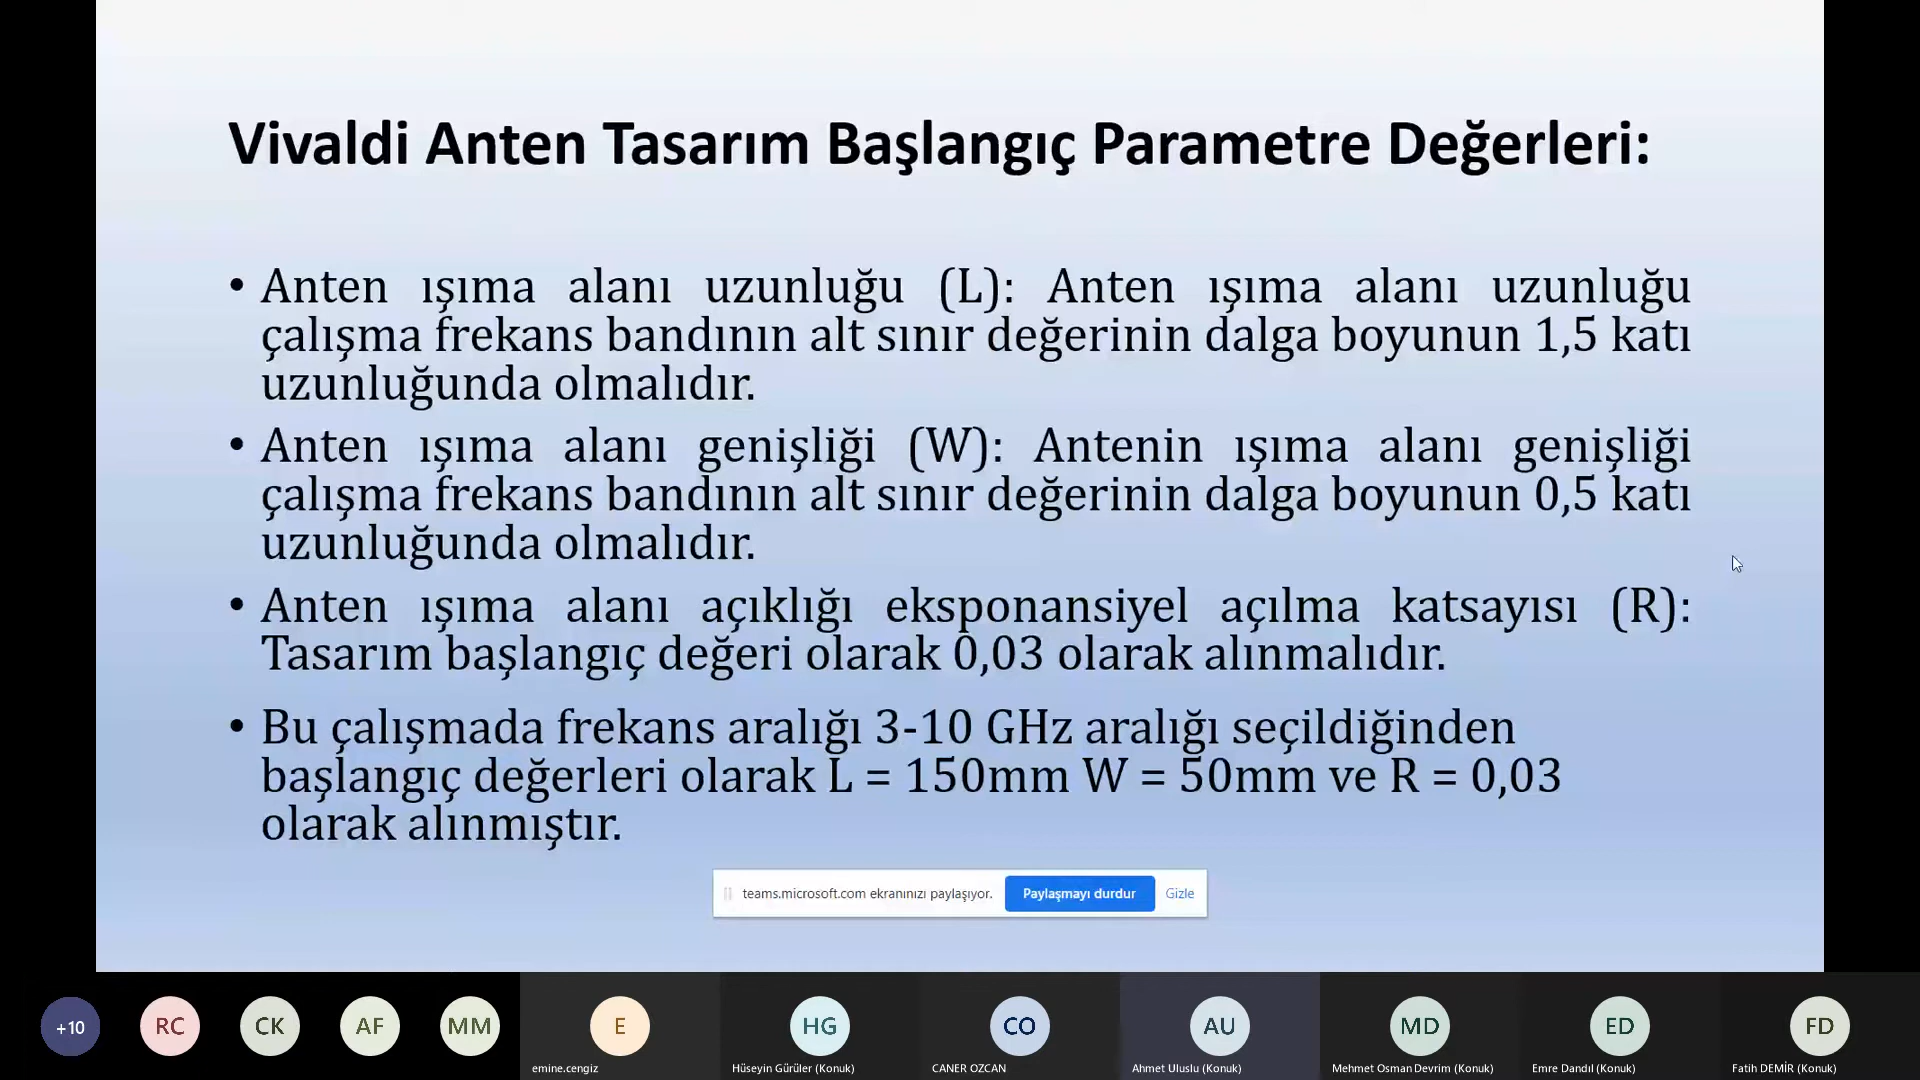 Vivaldi Anten Tasarım Başlangıç Parametre Değerleri:
• Anten ışıma alanı uzunluğu (L): Anten ışıma alanı uzunluğu
çalışma frekans bandının alt sınır değerinin dalga boyunun 1,5 katı
uzunluğunda olmalıdır.
• Anten ışıma alanı genişliği (W): Antenin ışıma alanı genişliği
çalışma frekans bandının alt sınır değerinin dalga boyunun 0,5 katı
uzunluğunda olmalıdır.
• Anten ışıma alanı açıklığı eksponansiyel açılma katsayısı (R):
Tasarım başlangıç değeri olarak 0,03 olarak alınmalıdır.
• Bu çalışmada frekans aralığı 3-10 GHz aralığı seçildiğinden
başlangıç değerleri olarak L = 150mm W = 50mm ve R = 0,03
olarak alınmıştır.
teams.microsoft.com ekranınızı paylaşıyor. Paylaşmayı durdur Gizle
+10 RC CK AF MM E HG CO AU MD ED FD
emine.cengiz Hüseyin Gürüler (Konuk) CANER OZCAN Ahmet Uluslu (Konuk) Mehmet Osman Devrim (Konuk) Emre Dandıl (Konuk) Fatih DEMİR (Konuk)